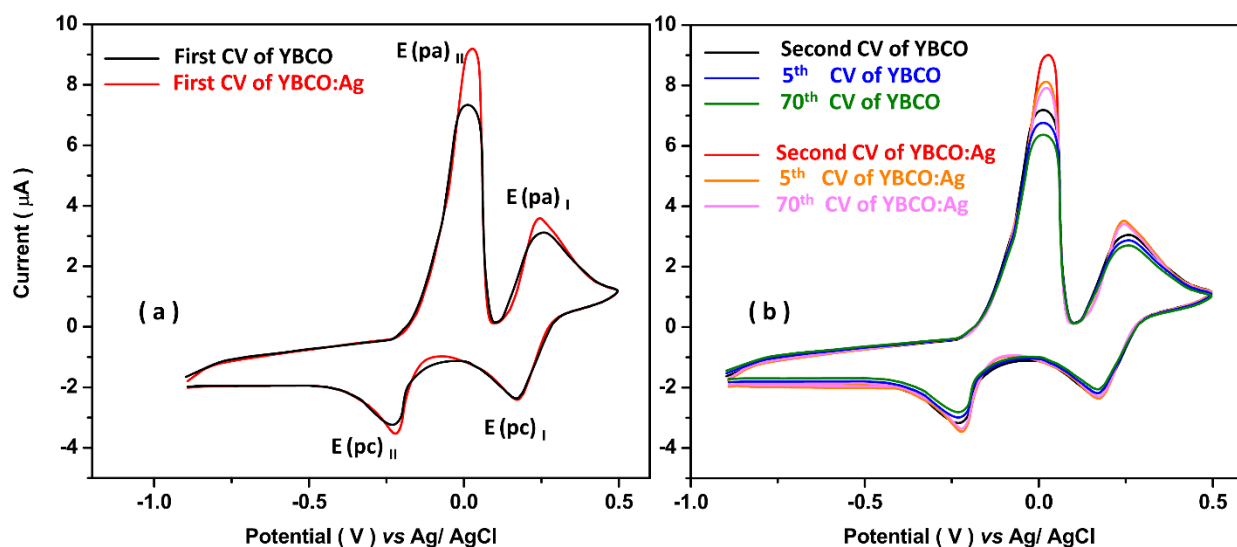 10
8
6
4
2
0
-2
-4
Current ( μA )
First CV of YBCO
First CV of YBCO:Ag
E (pa) II
E (pa) I
( a )
E (pc) II
E (pc) I
-1.0
-0.5
0.0
0.5
Potential ( V ) vs Ag/ AgCl
10
8
6
4
2
0
-2
-4
Second CV of YBCO
5th CV of YBCO
70th CV of YBCO
Second CV of YBCO:Ag
5th CV of YBCO:Ag
70th CV of YBCO:Ag
( b )
-1.0
-0.5
0.0
0.5
Potential ( V ) vs Ag/ AgCl